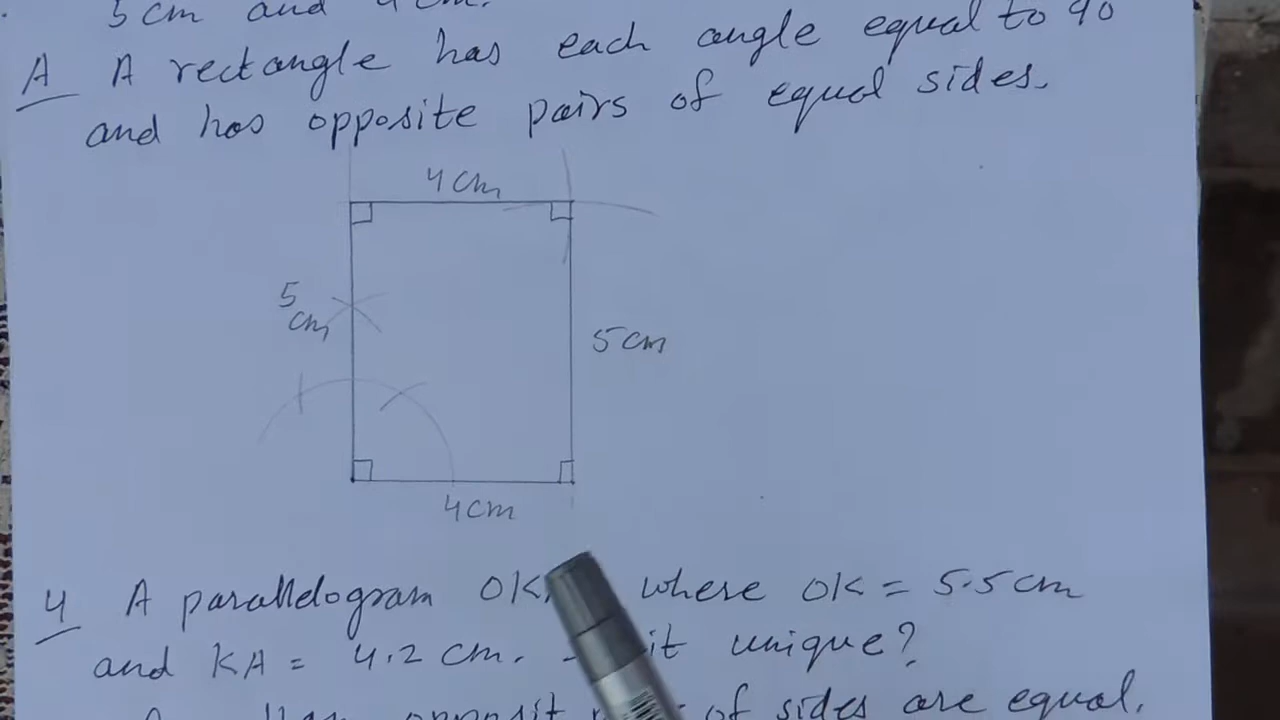 5 cm and 4 cm.
A A rectangle has each angle equal to 90
and has opposite pairs of equal sides.
4 cm
5
cm
5 cm
4 cm
4 A parallelogram OK where OK = 5.5 cm
and KA = 4.2 cm. it unique?
opposit of sides are equal.